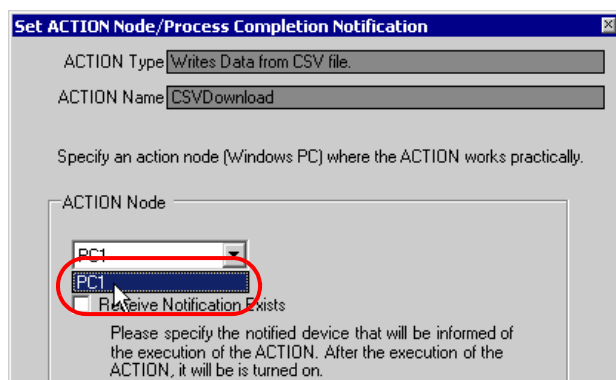 Set ACTION Node/Process Completion Notification
ACTION Type Writes Data from CSV file.
ACTION Name CSVDownload
Specify an action node (Windows PC) where the ACTION works practically.
ACTION Node
PC1
PC1
Receive Notification Exists
Please specify the notified device that will be informed of
the execution of the ACTION. After the execution of the
ACTION, it will be is turned on.